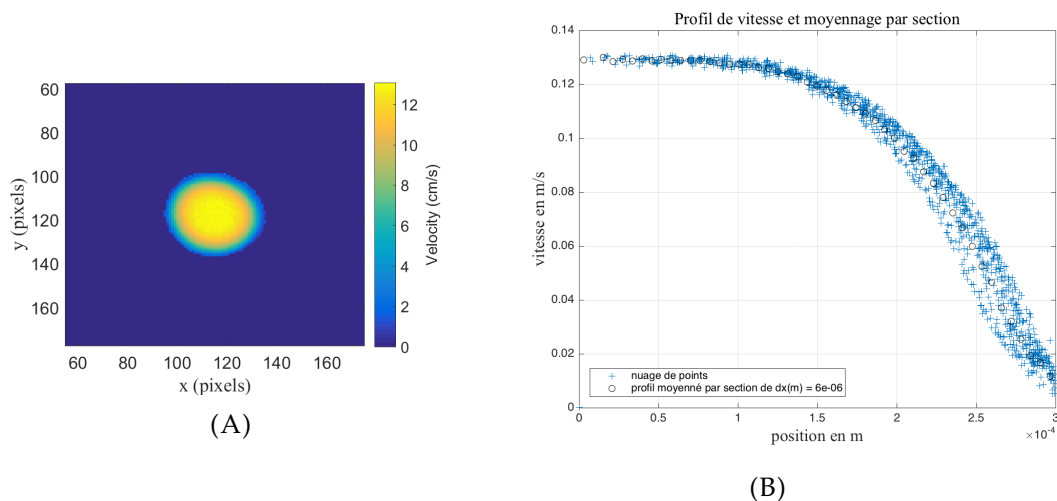 60
80
100
120
140
160
y (pixels)
80 100 120 140 160
x (pixels)
12
10
8
6
4
2
0
Velocity (cm/s)
(A)
Profil de vitesse et moyennage par section
0.14
0.12
0.1
0.08
0.06
0.04
0.02
0
vitesse en m/s
nuage de points
profil moyenné par section de dx(m) = 6e-06
0 0.5 1 1.5 2 2.5 3
×10⁻⁴
position en m
(B)